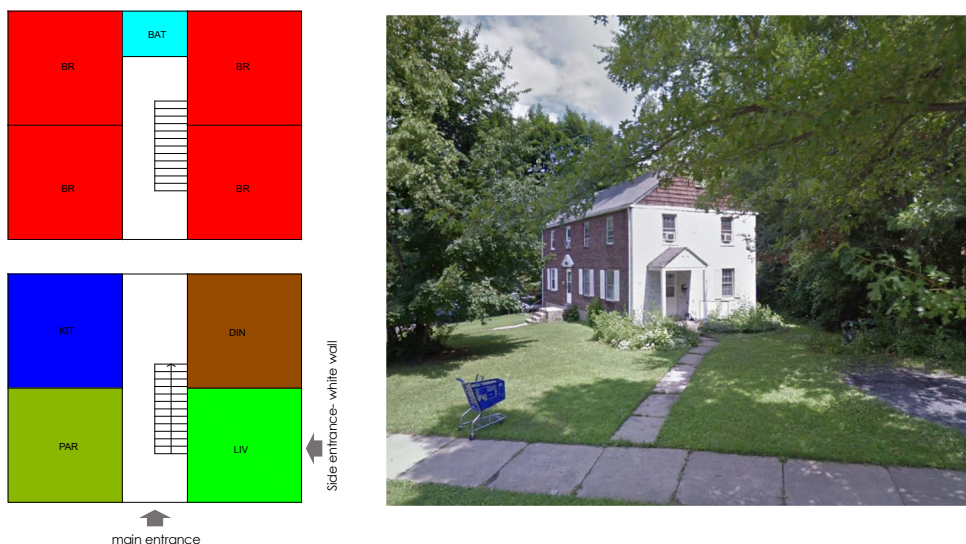 BAT
BR
BR
BR
BR
KIT
DIN
PAR
LIV
Side entrance- white wall
main entrance